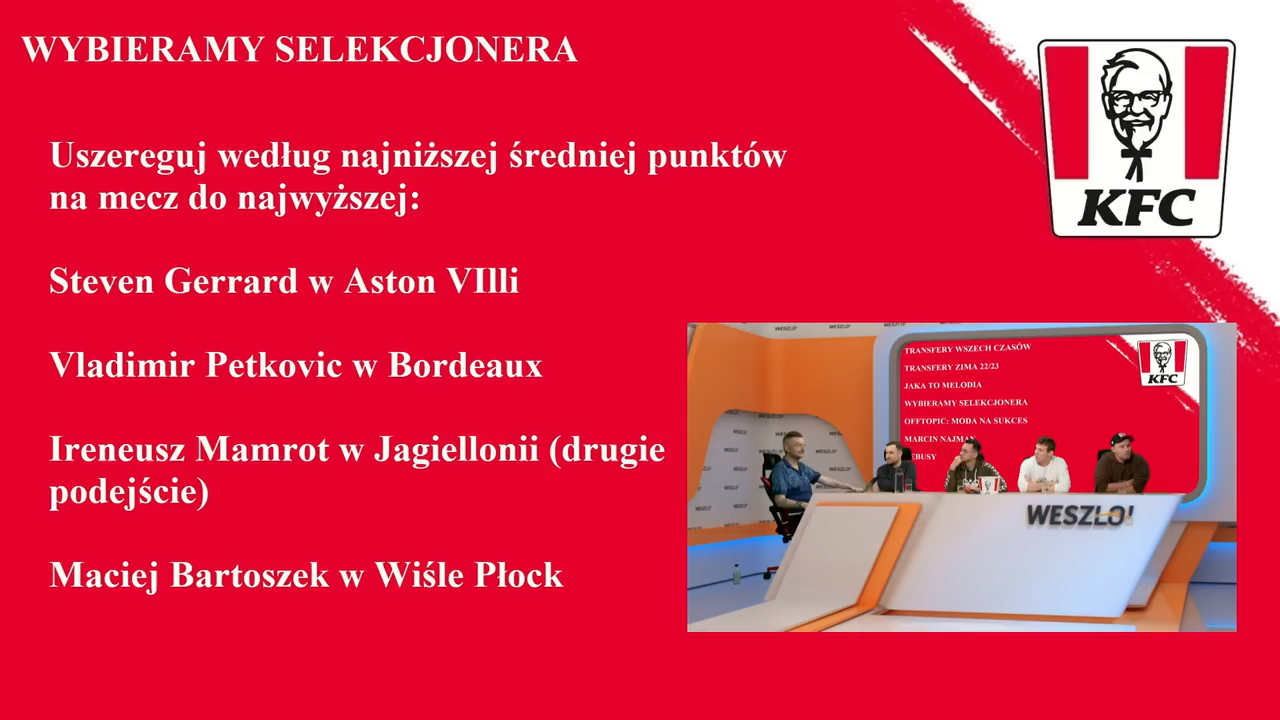 WYBIERAMY SELEKCJONERA
Uszereguj według najniższej średniej punktów
na mecz do najwyższej:
Steven Gerrard w Aston VIlli
Vladimir Petkovic w Bordeaux
Ireneusz Mamrot w Jagiellonii (drugie
podejście)
Maciej Bartoszek w Wiśle Płock
KFC
TRANSFERY WSZECH CZASÓW
TRANSFERY ZIMA 22/23
JAKA TO MELODIA
WYBIERAMY SELEKCJONERA
OFFTOPIC: MODA NA SUKCES
MARCIN NAJMAN
EBUSY
KFC
WESZŁO!